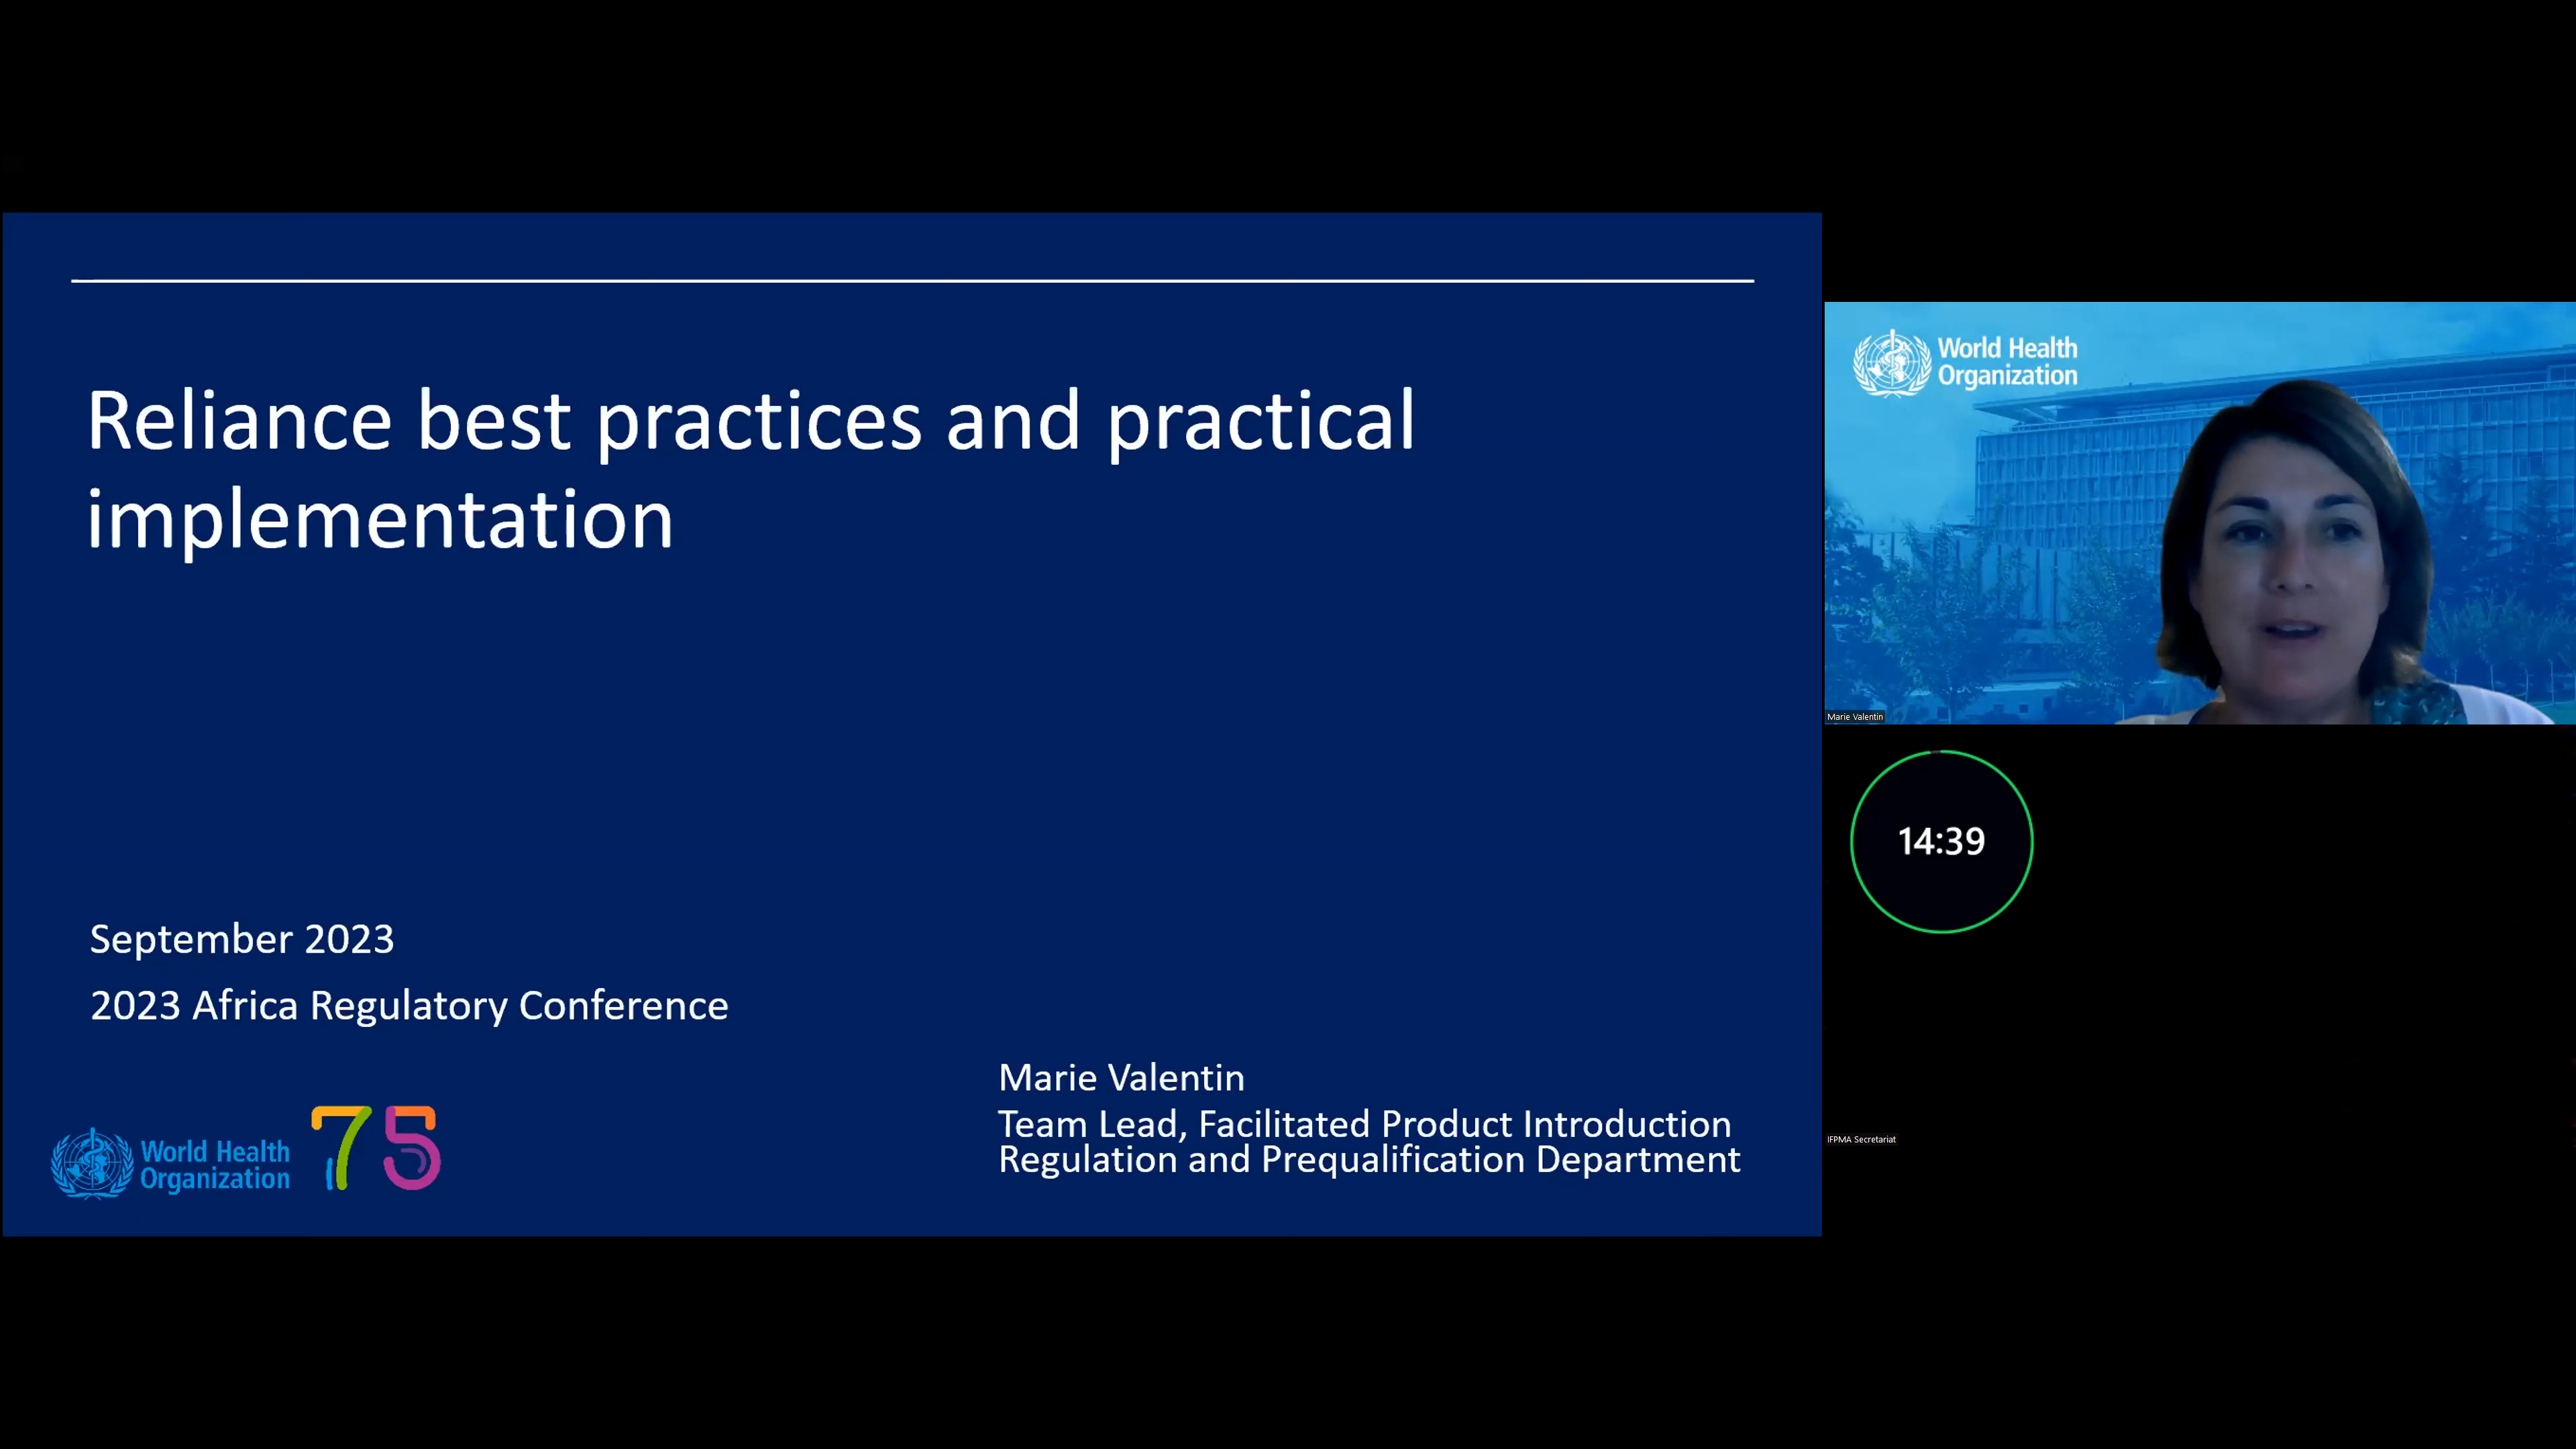 Reliance best practices and practical
implementation
September 2023
2023 Africa Regulatory Conference
Marie Valentin
Team Lead, Facilitated Product Introduction
Regulation and Prequalification Department
World Health
Organization
75
World Health
Organization
Marie Valentin
14:39
IFPMA Secretariat